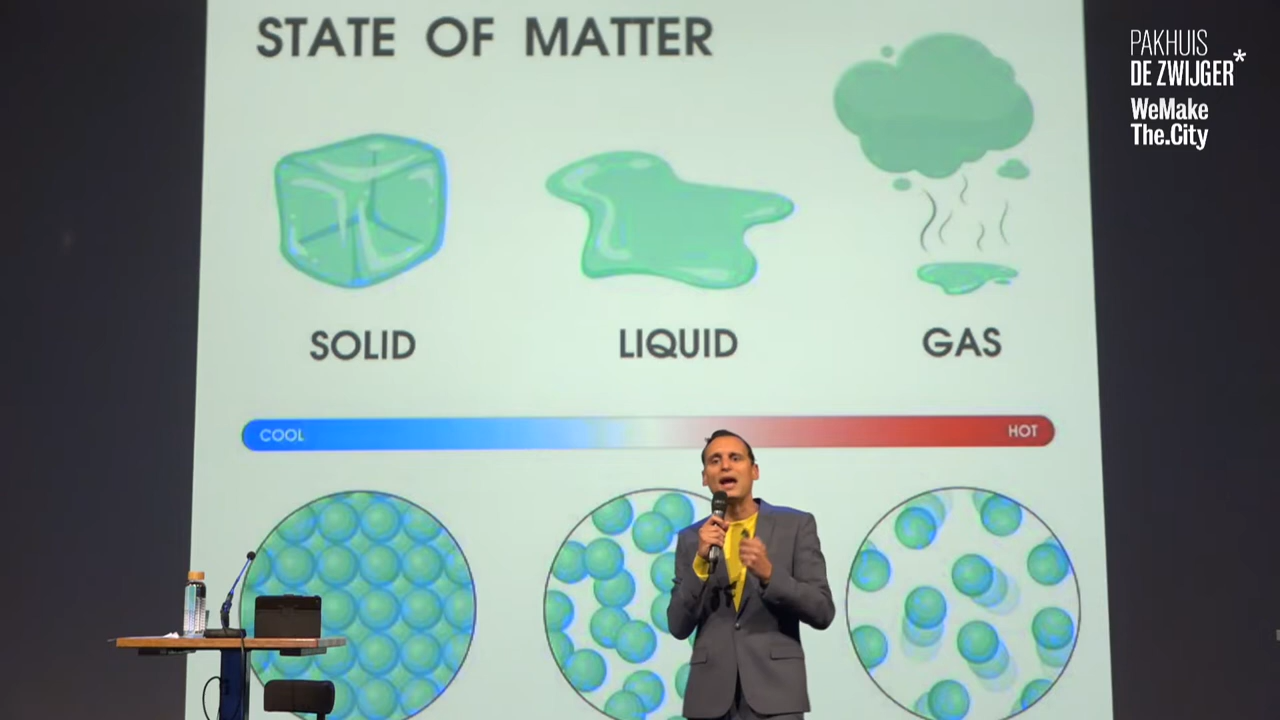 STATE OF MATTER
SOLID
LIQUID
GAS
COOL
HOT
PAKHUIS
DE ZWIJGER*
WeMake
The.City